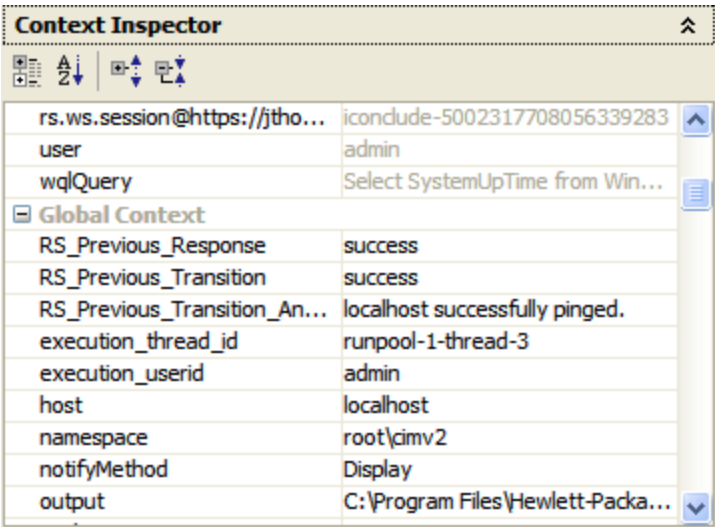 Context Inspector
rs.ws.session@https://jtho... iconclude-5002317708056339283
user admin
wqlQuery Select SystemUpTime from Win...
Global Context
RS_Previous_Response success
RS_Previous_Transition success
RS_Previous_Transition_An... localhost successfully pinged.
execution_thread_id runpool-1-thread-3
execution_userid admin
host localhost
namespace root\cimv2
notifyMethod Display
output C:\Program Files\Hewlett-Packa...